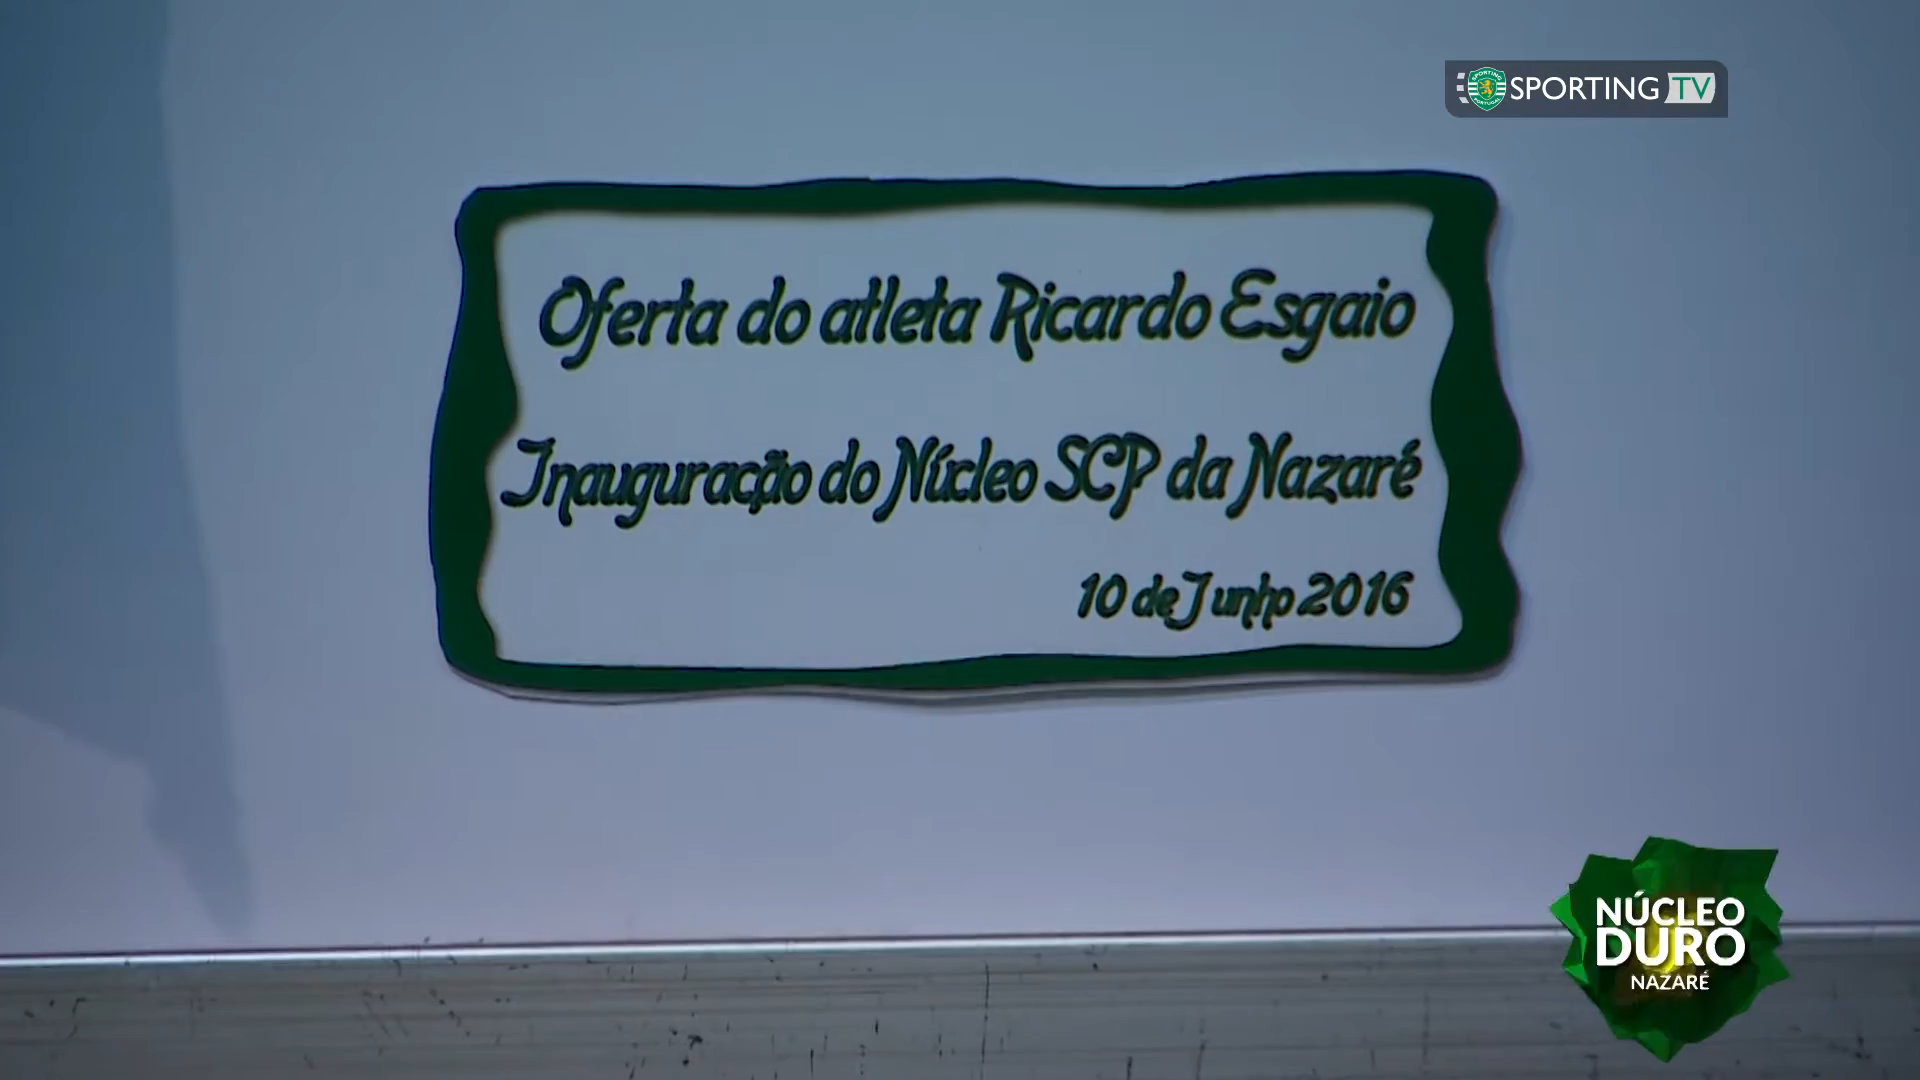 SPORTING TV
Oferta do atleta Ricardo Esgaio
Inauguração do Núcleo SCP da Nazaré
10 de Junho 2016
NÚCLEO
DURO
NAZARÉ